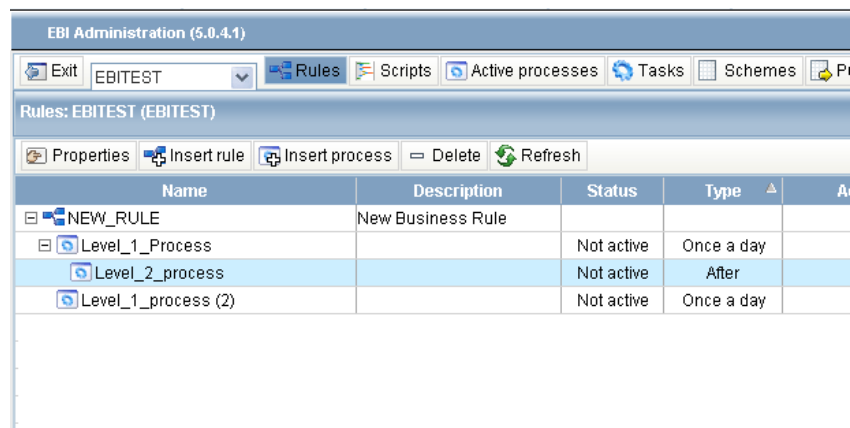 EBI Administration (5.0.4.1)
Exit EBITEST Rules Scripts Active processes Tasks Schemes
Rules: EBITEST (EBITEST)
Properties Insert rule Insert process Delete Refresh
Name Description Status Type
NEW_RULE New Business Rule
Level_1_Process Not active Once a day
Level_2_process Not active After
Level_1_process (2) Not active Once a day